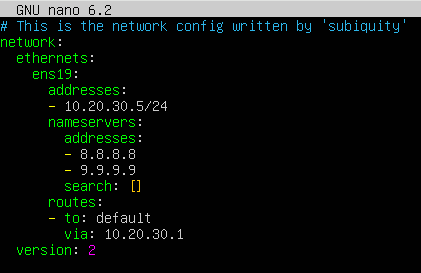 GNU nano 6.2
# This is the network config written by 'subiquity'
network:
  ethernets:
    ens19:
      addresses:
      - 10.20.30.5/24
      nameservers:
        addresses:
        - 8.8.8.8
        - 9.9.9.9
        search: []
      routes:
      - to: default
        via: 10.20.30.1
  version: 2